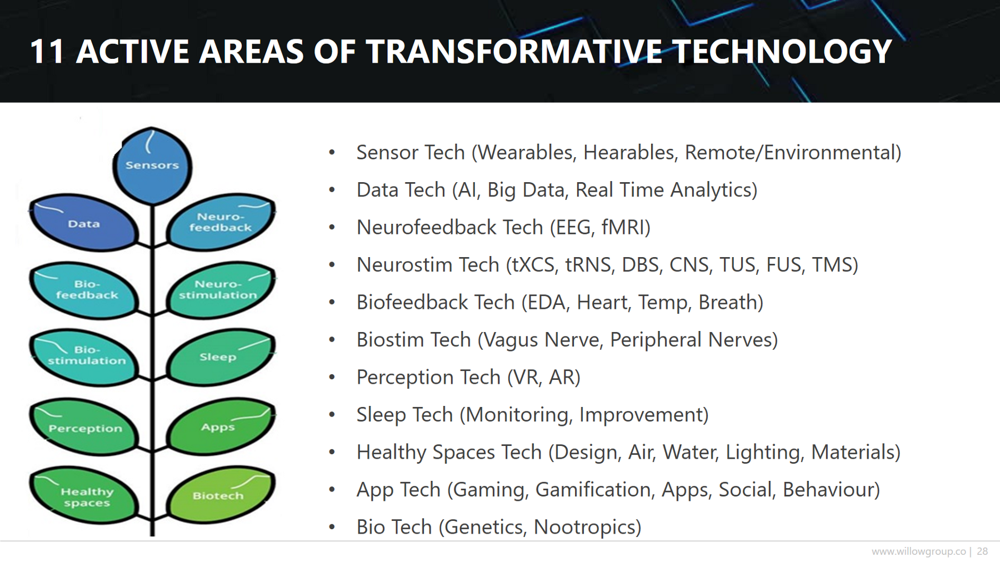 11 ACTIVE AREAS OF TRANSFORMATIVE TECHNOLOGY
Sensors
Data
Neuro-
feedback
Bio-
feedback
Neuro-
stimulation
Bio-
stimulation
Sleep
Perception
Apps
Healthy
spaces
Biotech
• Sensor Tech (Wearables, Hearables, Remote/Environmental)
• Data Tech (AI, Big Data, Real Time Analytics)
• Neurofeedback Tech (EEG, fMRI)
• Neurostim Tech (tXCS, tRNS, DBS, CNS, TUS, FUS, TMS)
• Biofeedback Tech (EDA, Heart, Temp, Breath)
• Biostim Tech (Vagus Nerve, Peripheral Nerves)
• Perception Tech (VR, AR)
• Sleep Tech (Monitoring, Improvement)
• Healthy Spaces Tech (Design, Air, Water, Lighting, Materials)
• App Tech (Gaming, Gamification, Apps, Social, Behaviour)
• Bio Tech (Genetics, Nootropics)
www.willowgroup.co | 28